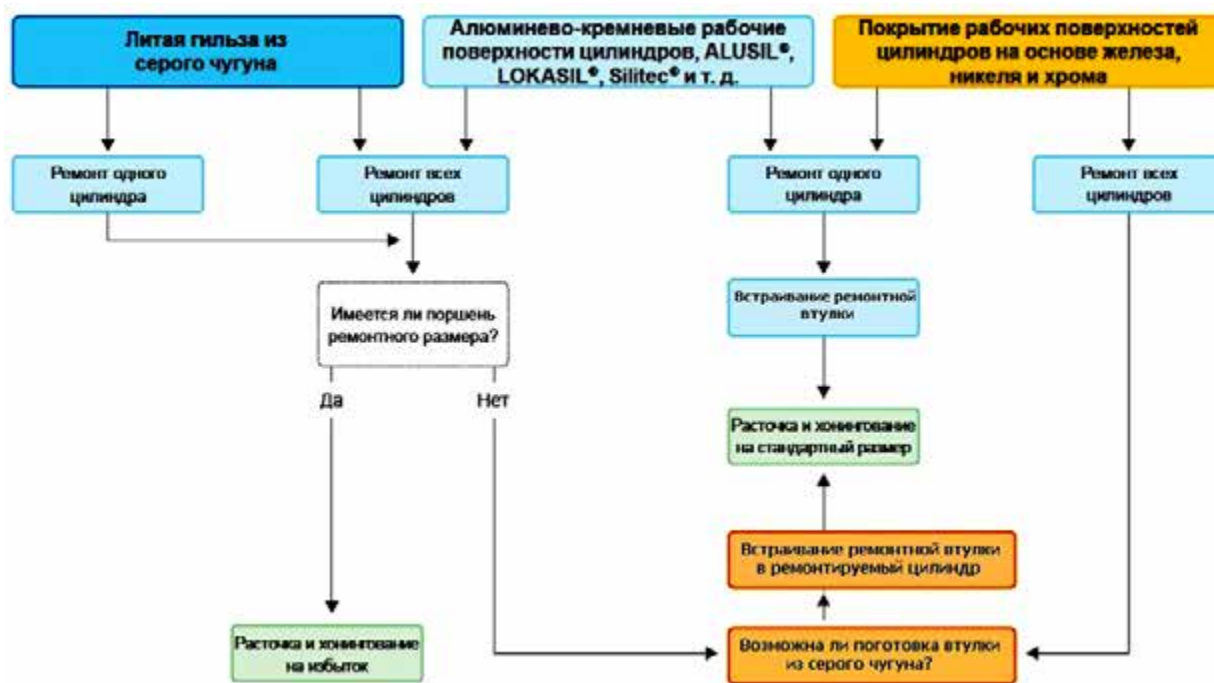 Литая гильза из
серого чугуна
Алюминево-кремневые рабочие
поверхности цилиндров, ALUSIL®,
LOKASIL®, Silitec® и т. д.
Покрытие рабочих поверхностей
цилиндров на основе железа,
никеля и хрома
Ремонт одного
цилиндра
Ремонт всех
цилиндров
Ремонт одного
цилиндра
Ремонт всех
цилиндров
Имеется ли поршень
ремонтного размера?
Встраивание ремонтной
втулки
Да
Нет
Расточка и хонингование
на стандартный размер
Встраивание ремонтной втулки
в ремонтируемый цилиндр
Расточка и хонингование
на избыток
Возможна ли поготовка втулки
из серого чугуна?